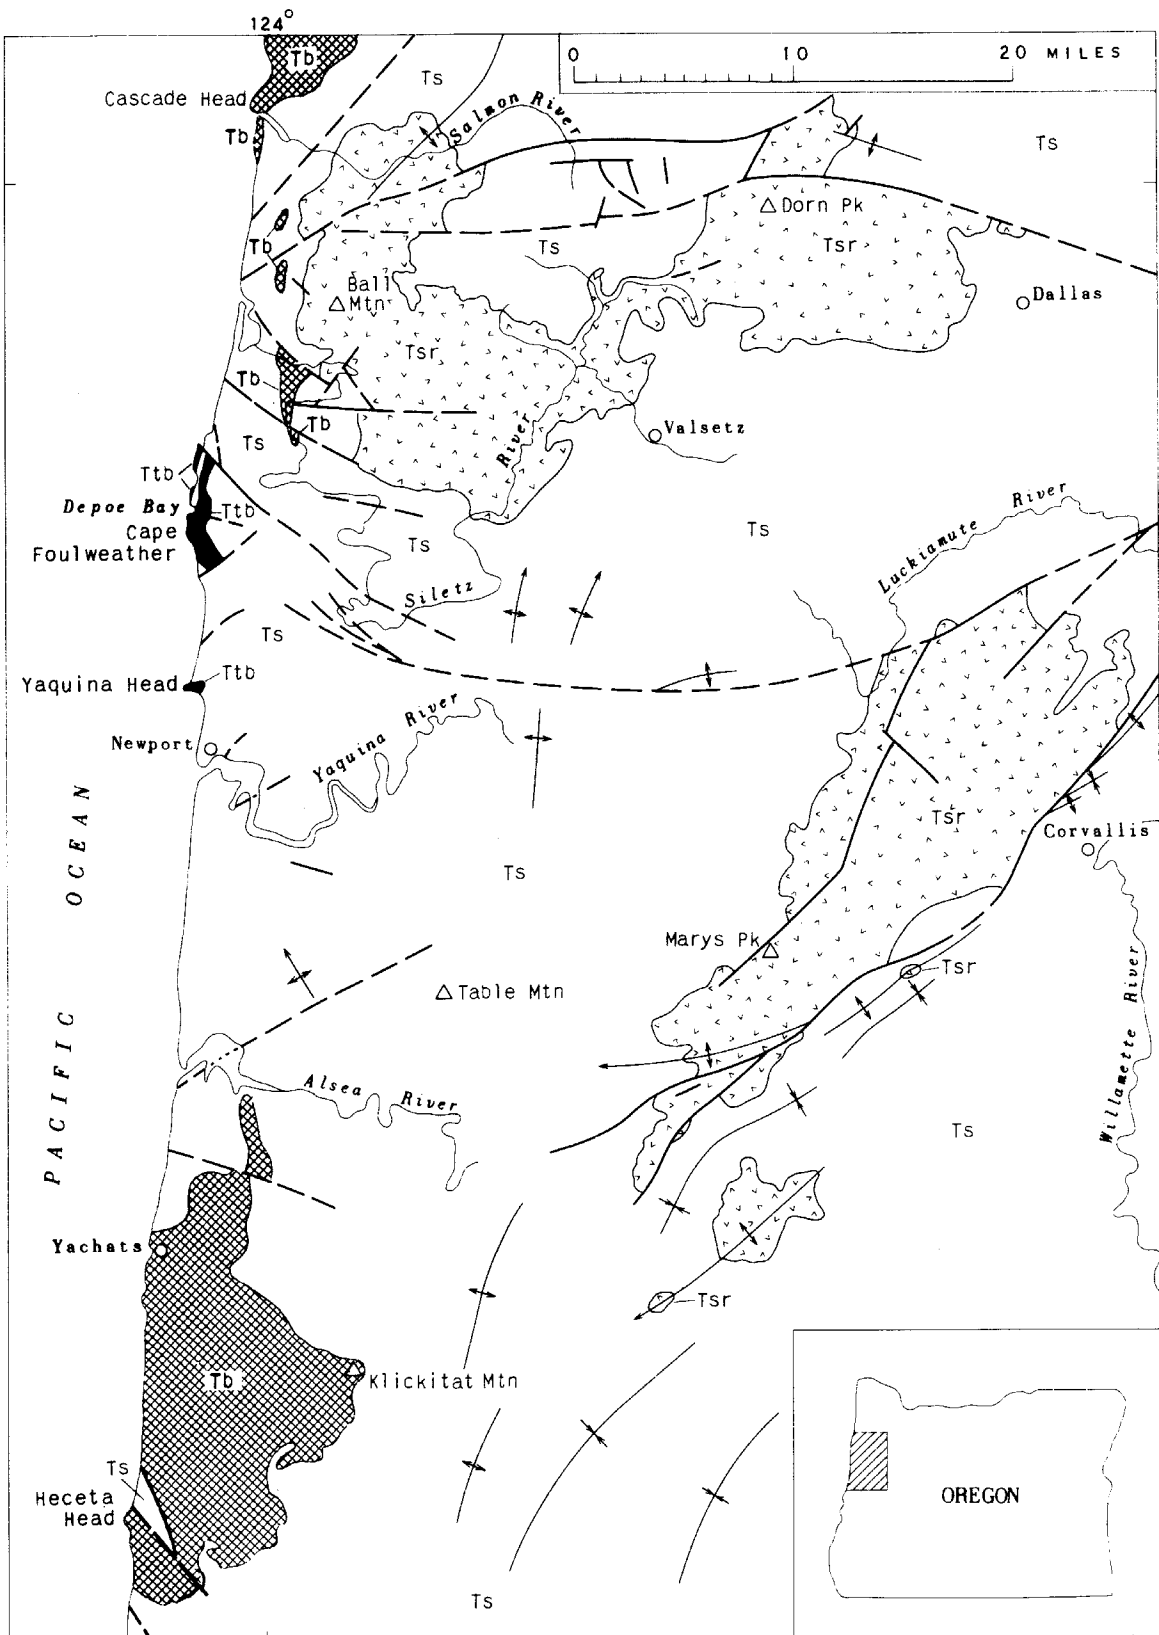 124°
0 10 20 MILES
Tb
Ts
Cascade Head
Salmon River
Tb
Ts
Dorn Pk
Tb
Ts
Tsr
Ball
Mtn
Dallas
Tsr
Tb
Tb
Valsetz
Ts
River
Ttb
Depoe Bay
Ttb
Cape
Foulweather
Ts
Ts
Luckiamute River
Siletz
Ts
Ttb
Yaquina Head
Newport
Yaquina River
Tsr
Corvallis
Ts
PACIFIC OCEAN
Marys Pk
Tsr
Table Mtn
Willamette River
Alsea River
Ts
Yachats
Tsr
Tb
Klickitat Mtn
Ts
Heceta
Head
OREGON
Ts